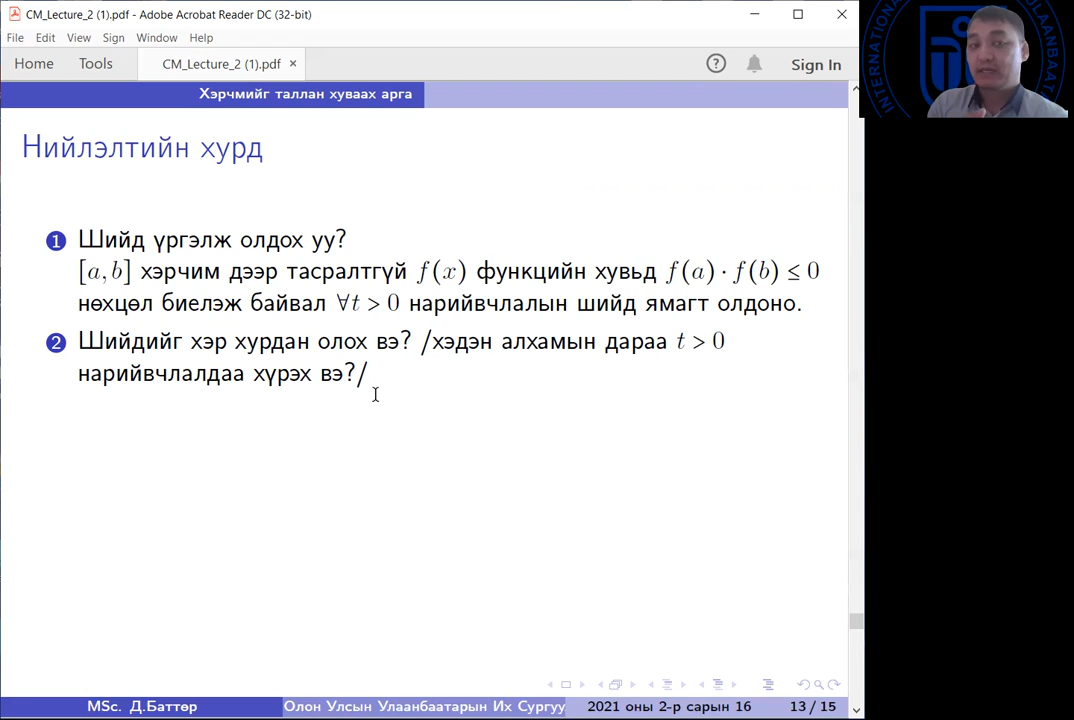 CM_Lecture_2 (1).pdf - Adobe Acrobat Reader DC (32-bit)
File Edit View Sign Window Help
Home Tools CM_Lecture_2 (1).pdf × Sign In
Хэрчмийг таллан хуваах арга
Нийлэлтийн хурд
1 Шийд үргэлж олдох уу?
[a, b] хэрчим дээр тасралтгүй f(x) функцийн хувьд f(a) · f(b) ≤ 0
нөхцөл биелэж байвал ∀t > 0 нарийвчлалын шийд ямагт олдоно.
2 Шийдийг хэр хурдан олох вэ? /хэдэн алхамын дараа t > 0
нарийвчлалдаа хүрэх вэ?/
MSc. Д.Баттөр Олон Улсын Улаанбаатарын Их Сургуу 2021 оны 2-р сарын 16 13 / 15
INTERNATIONAL